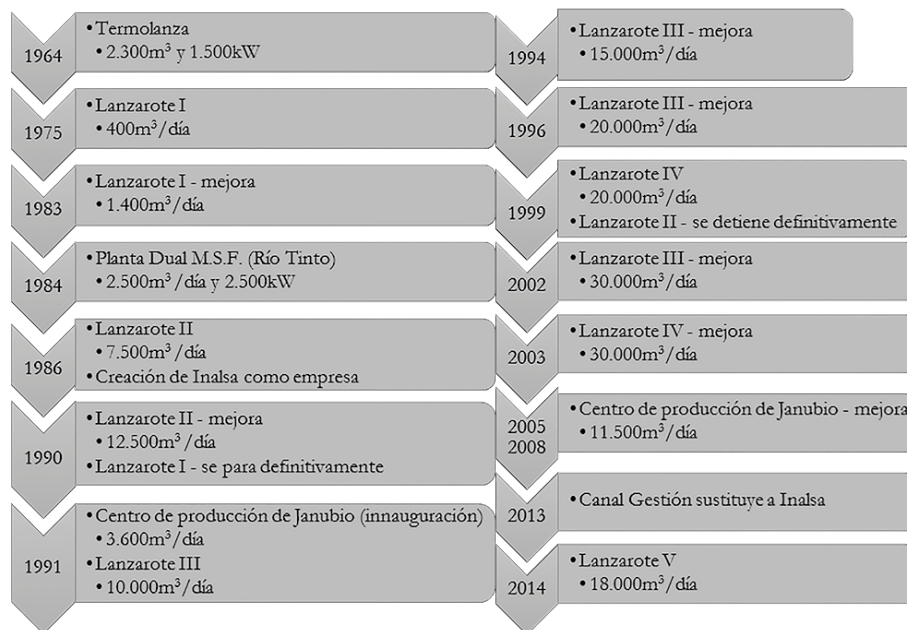 1964
•Termolanza
•2.300m³ y 1.500kW
1975
•Lanzarote I
•400m³/día
1983
•Lanzarote I - mejora
•1.400m³/día
1984
•Planta Dual M.S.F. (Río Tinto)
•2.500m³/día y 2.500kW
1986
•Lanzarote II
•7.500m³/día
•Creación de Inalsa como empresa
1990
•Lanzarote II - mejora
•12.500m³/día
•Lanzarote I - se para definitivamente
1991
•Centro de producción de Janubio (innauguración)
•3.600m³/día
•Lanzarote III
•10.000m³/día
1994
•Lanzarote III - mejora
•15.000m³/día
1996
•Lanzarote III - mejora
•20.000m³/día
1999
•Lanzarote IV
•20.000m³/día
•Lanzarote II - se detiene definitivamente
2002
•Lanzarote III - mejora
•30.000m³/día
2003
•Lanzarote IV - mejora
•30.000m³/día
2005
2008
•Centro de producción de Janubio - mejora
•11.500m³/día
2013
•Canal Gestión sustituye a Inalsa
2014
•Lanzarote V
•18.000m³/día